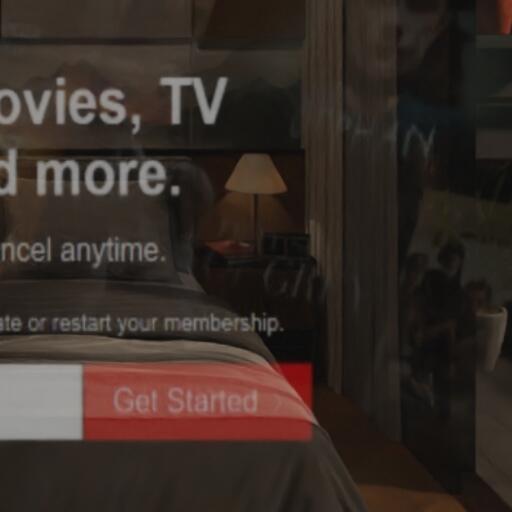 ovies, TV
d more.
ncel anytime.
ate or restart your membership.
Get Started